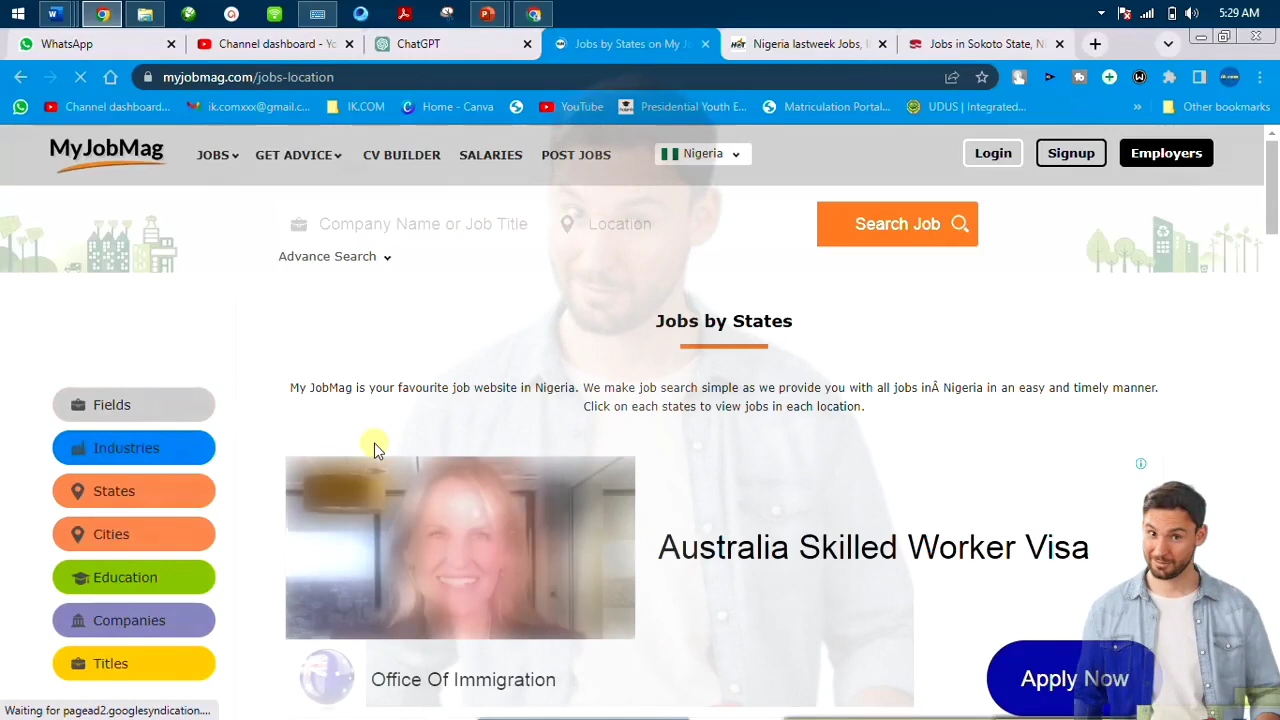 5:29 AM
WhatsApp
Channel dashboard - Yo
ChatGPT
Jobs by States on My J
Nigeria lastweek Jobs, I
Jobs in Sokoto State, N
myjobmag.com/jobs-location
Channel dashboard...
ik.comxxx@gmail.c...
IK.COM
Home - Canva
YouTube
Presidential Youth E...
Matriculation Portal...
UDUS | Integrated...
»
Other bookmarks
MyJobMag
JOBS
GET ADVICE
CV BUILDER
SALARIES
POST JOBS
Nigeria
Login
Signup
Employers
Company Name or Job Title
Location
Search Job
Advance Search
Jobs by States
My JobMag is your favourite job website in Nigeria. We make job search simple as we provide you with all jobs inÂ Nigeria in an easy and timely manner.
Click on each states to view jobs in each location.
Fields
Industries
States
Cities
Education
Companies
Titles
Australia Skilled Worker Visa
Office Of Immigration
Apply Now
Waiting for pagead2.googlesyndication....